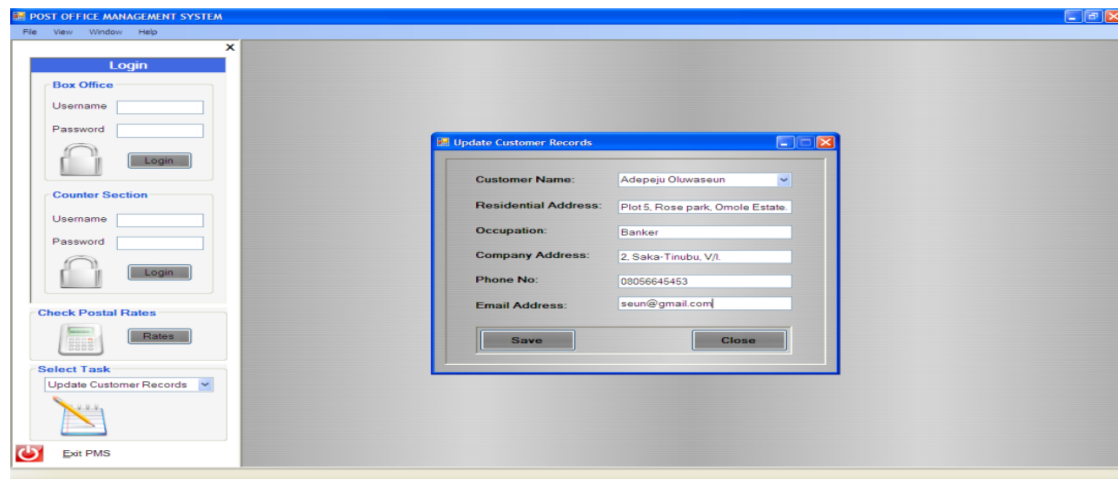 POST OFFICE MANAGEMENT SYSTEM
File View Window Help
Login
Box Office
Username
Password
Login
Counter Section
Username
Password
Login
Check Postal Rates
Rates
Select Task
Update Customer Records
Exit PMS
Update Customer Records
Customer Name: Adepeju Oluwaseun
Residential Address: Plot 5, Rose park, Omole Estate.
Occupation: Banker
Company Address: 2, Saka-Tinubu, V/I.
Phone No: 08056645453
Email Address: seun@gmail.com
Save Close